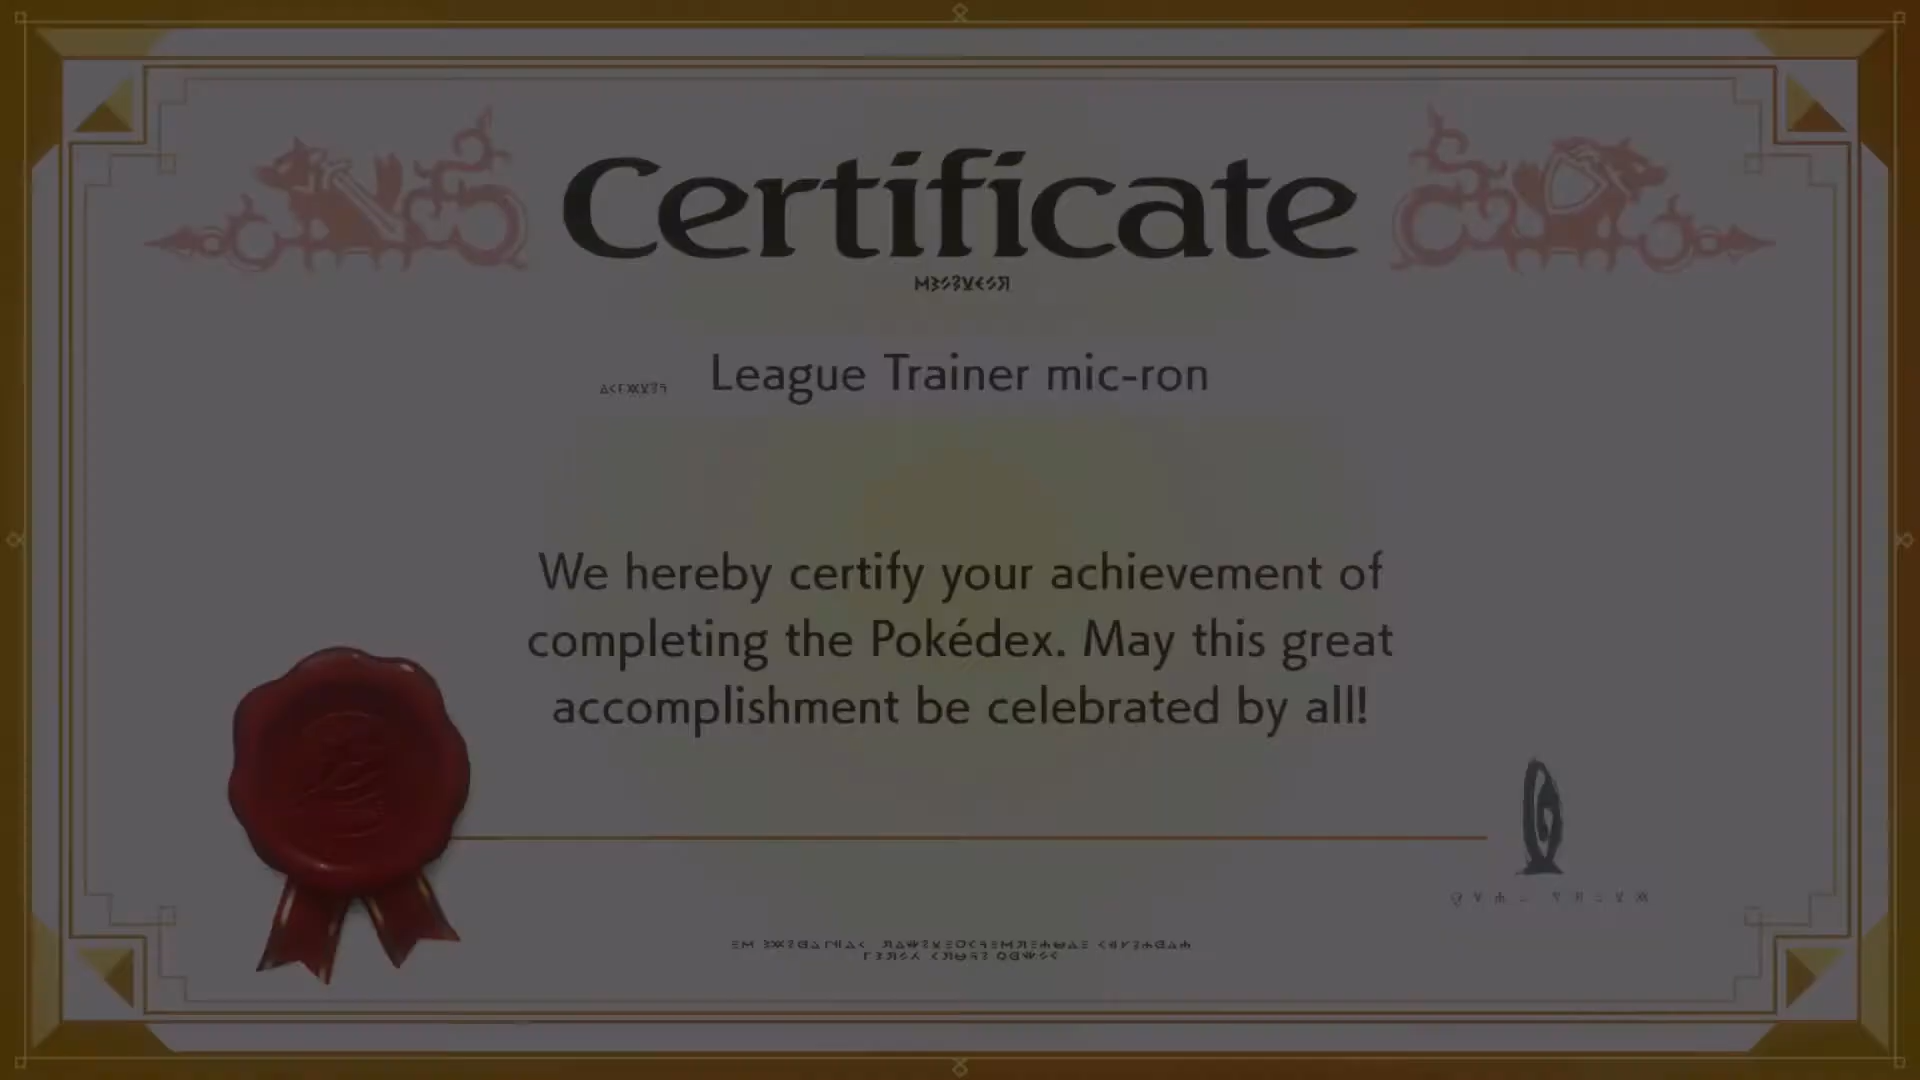 Certificate
League Trainer mic-ron
We hereby certify your achievement of
completing the Pokédex. May this great
accomplishment be celebrated by all!